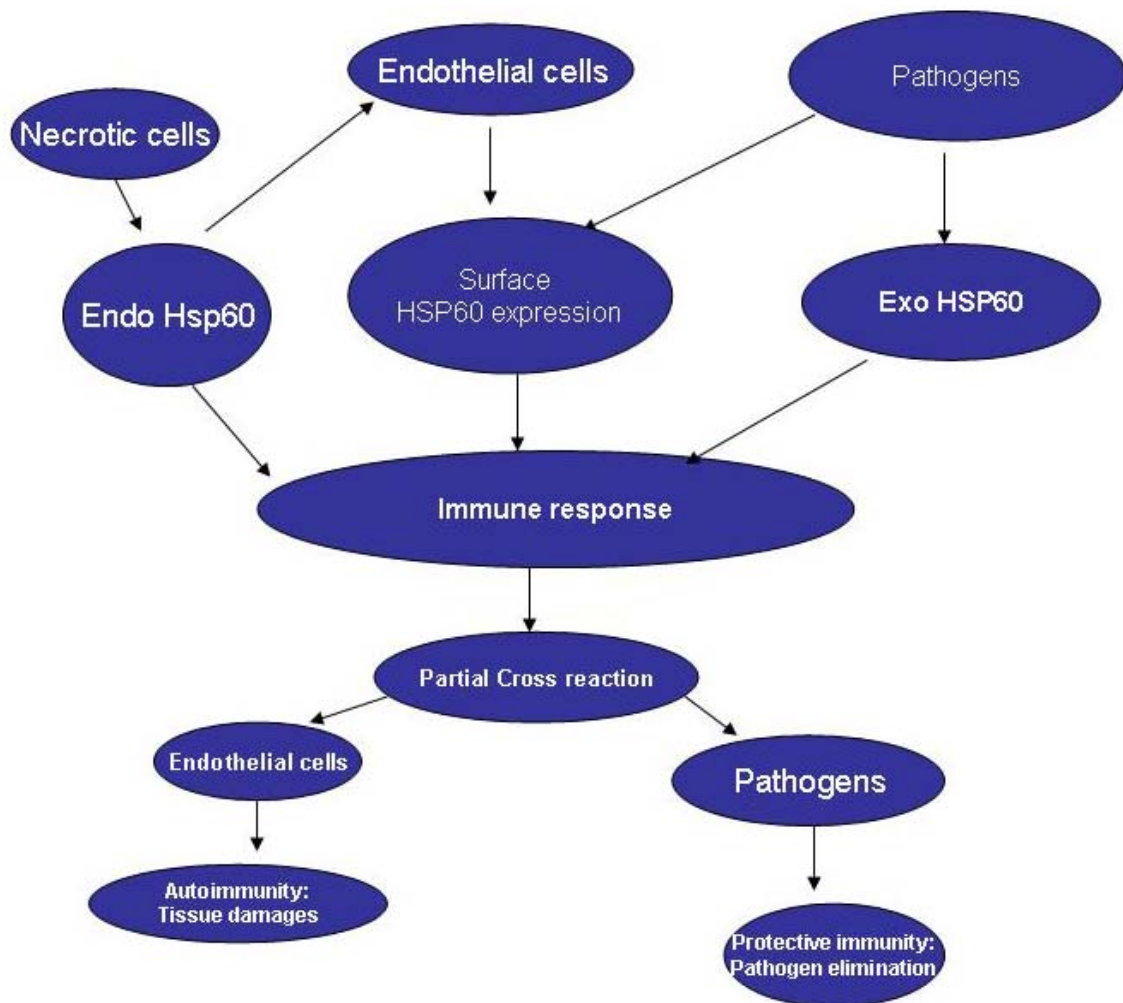 Endothelial cells
Pathogens
Necrotic cells
Endo Hsp60
Surface
HSP60 expression
Exo HSP60
Immune response
Partial Cross reaction
Endothelial cells
Pathogens
Autoimmunity:
Tissue damages
Protective immunity:
Pathogen elimination